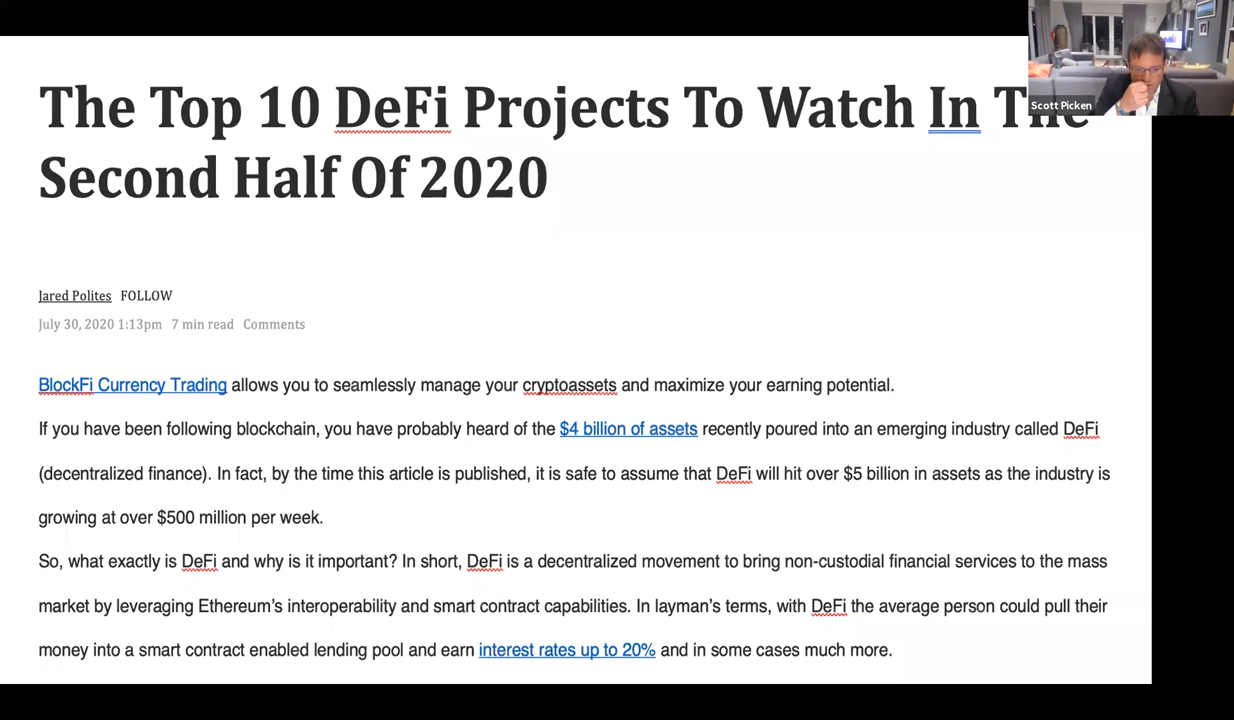 The Top 10 DeFi Projects To Watch In The
Second Half Of 2020
Scott Picken
Jared Polites FOLLOW
July 30, 2020 1:13pm 7 min read Comments
BlockFi Currency Trading allows you to seamlessly manage your cryptoassets and maximize your earning potential.
If you have been following blockchain, you have probably heard of the $4 billion of assets recently poured into an emerging industry called DeFi
(decentralized finance). In fact, by the time this article is published, it is safe to assume that DeFi will hit over $5 billion in assets as the industry is
growing at over $500 million per week.
So, what exactly is DeFi and why is it important? In short, DeFi is a decentralized movement to bring non-custodial financial services to the mass
market by leveraging Ethereum’s interoperability and smart contract capabilities. In layman’s terms, with DeFi the average person could pull their
money into a smart contract enabled lending pool and earn interest rates up to 20% and in some cases much more.